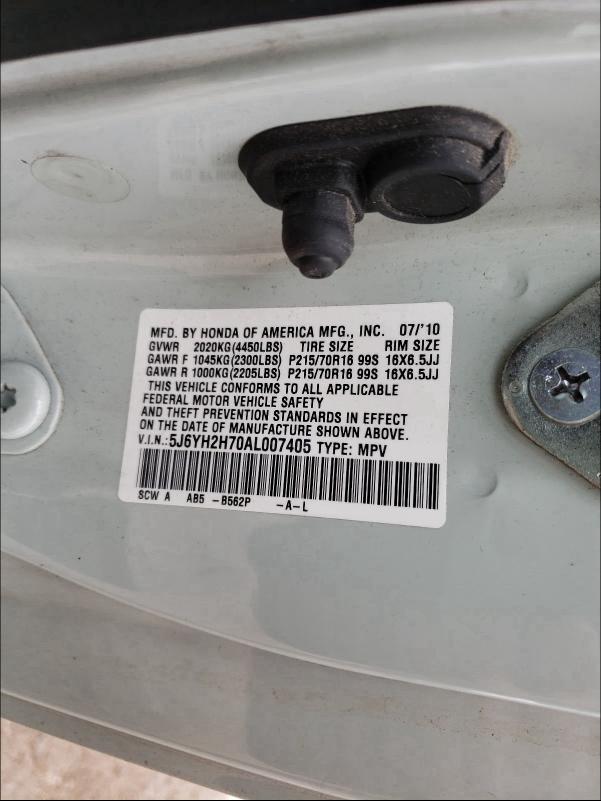 MFD. BY HONDA OF AMERICA MFG., INC. 07/'10
GVWR 2020KG(4450LBS) TIRE SIZE RIM SIZE
GAWR F 1045KG(2300LBS) P215/70R16 99S 16X6.5JJ
GAWR R 1000KG(2205LBS) P215/70R16 99S 16X6.5JJ
THIS VEHICLE CONFORMS TO ALL APPLICABLE
FEDERAL MOTOR VEHICLE SAFETY
AND THEFT PREVENTION STANDARDS IN EFFECT
ON THE DATE OF MANUFACTURE SHOWN ABOVE.
V.I.N.:5J6YH2H70AL007405 TYPE: MPV
SCW A AB5 -B562P -A-L